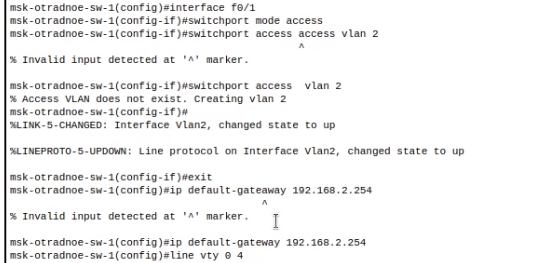 msk-otradnoe-sw-1(config)#interface f0/1
msk-otradnoe-sw-1(config-if)#switchport mode access
msk-otradnoe-sw-1(config-if)#switchport access access vlan 2
^
% Invalid input detected at '^' marker.
msk-otradnoe-sw-1(config-if)#switchport access  vlan 2
% Access VLAN does not exist. Creating vlan 2
msk-otradnoe-sw-1(config-if)#
%LINK-5-CHANGED: Interface Vlan2, changed state to up
%LINEPROTO-5-UPDOWN: Line protocol on Interface Vlan2, changed state to up
msk-otradnoe-sw-1(config-if)#exit
msk-otradnoe-sw-1(config)#ip default-gateaway 192.168.2.254
^
% Invalid input detected at '^' marker.
msk-otradnoe-sw-1(config)#ip default-gateway 192.168.2.254
msk-otradnoe-sw-1(config)#line vty 0 4